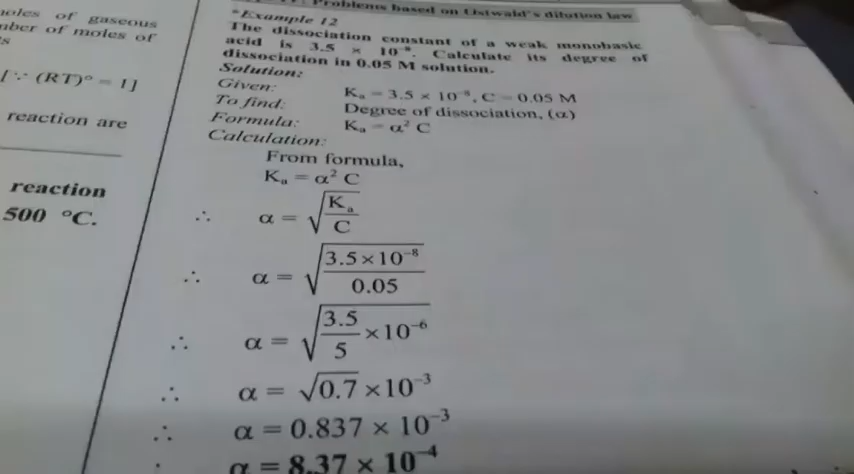 noles of gaseous
nber of moles of
s
[∵ (RT)° = 1]
reaction are
reaction
500 °C.
Problems based on Ostwald's dilution law
*Example 12
The dissociation constant of a weak monobasic
acid is 3.5 × 10⁻⁸. Calculate its degree of
dissociation in 0.05 M solution.
Solution:
Given: Kₐ = 3.5 × 10⁻⁸, C = 0.05 M
To find: Degree of dissociation, (α)
Formula: Kₐ = α² C
Calculation:
From formula,
Kₐ = α² C
∴ α = √(Kₐ/C)
∴ α = √(3.5×10⁻⁸/0.05)
∴ α = √(3.5/5 ×10⁻⁶)
∴ α = √0.7 ×10⁻³
∴ α = 0.837 × 10⁻³
∴ α = 8.37 × 10⁻⁴